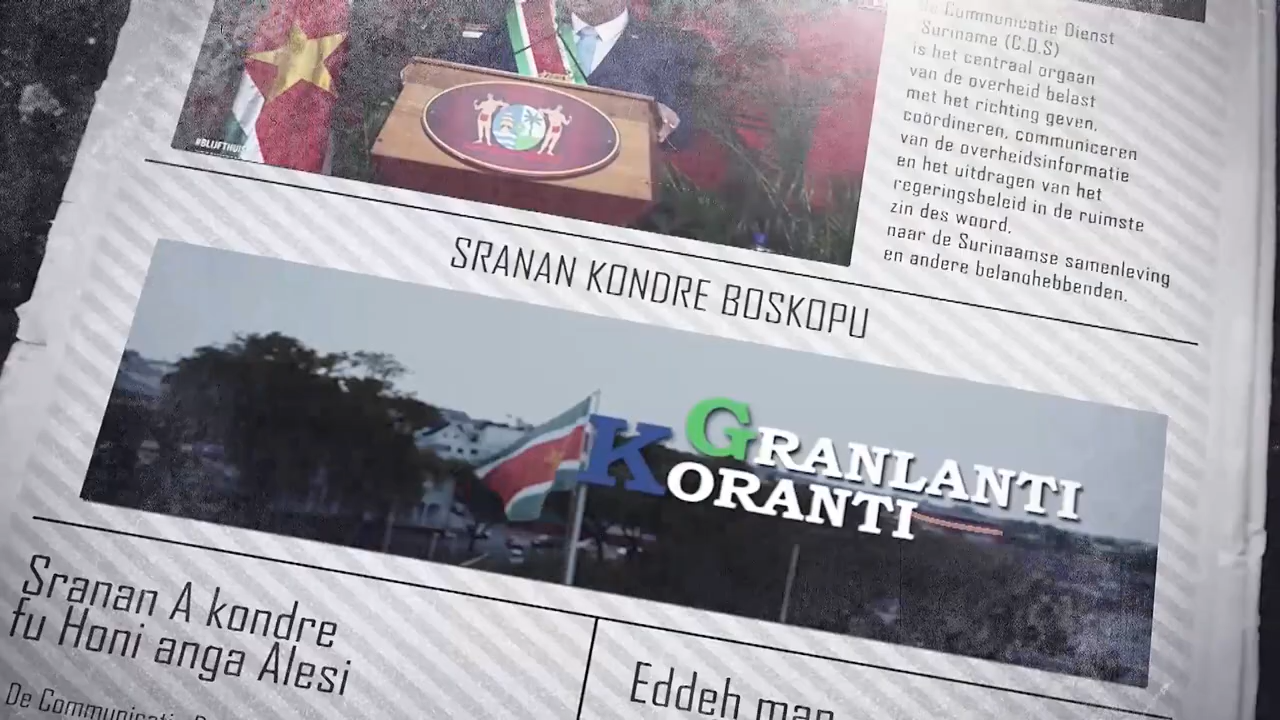 #BLIJFTHUIS
De Communicatie Dienst
Suriname (C.D.S)
is het centraal orgaan
van de overheid belast
met het richting geven,
coördineren, communiceren
van de overheidsinformatie
en het uitdragen van het
regeringsbeleid in de ruimste
zin des woord.
naar de Surinaamse samenleving
en andere belanghebbenden.
SRANAN KONDRE BOSKOPU
GRANLANTI
KORANTI
Sranan A kondre
fu Honi anga Alesi
De
Eddeh man